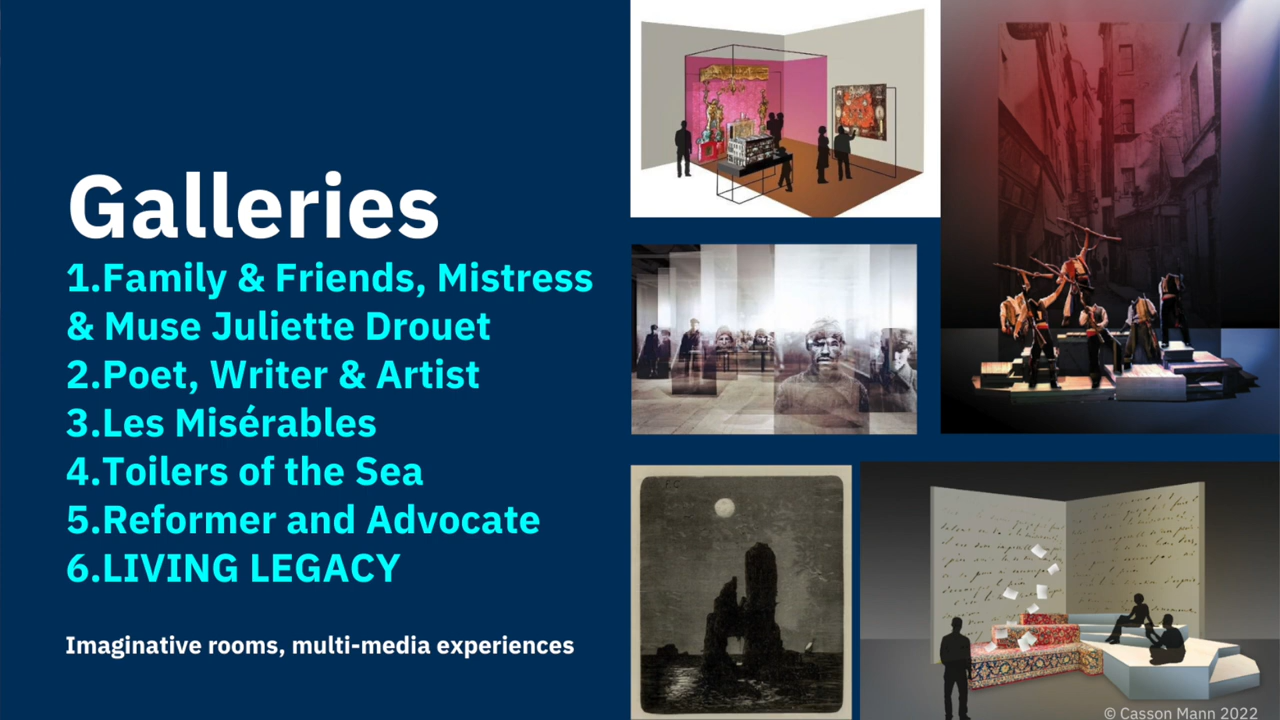 Galleries
1.Family & Friends, Mistress
& Muse Juliette Drouet
2.Poet, Writer & Artist
3.Les Misérables
4.Toilers of the Sea
5.Reformer and Advocate
6.LIVING LEGACY
Imaginative rooms, multi-media experiences
© Casson Mann 2022